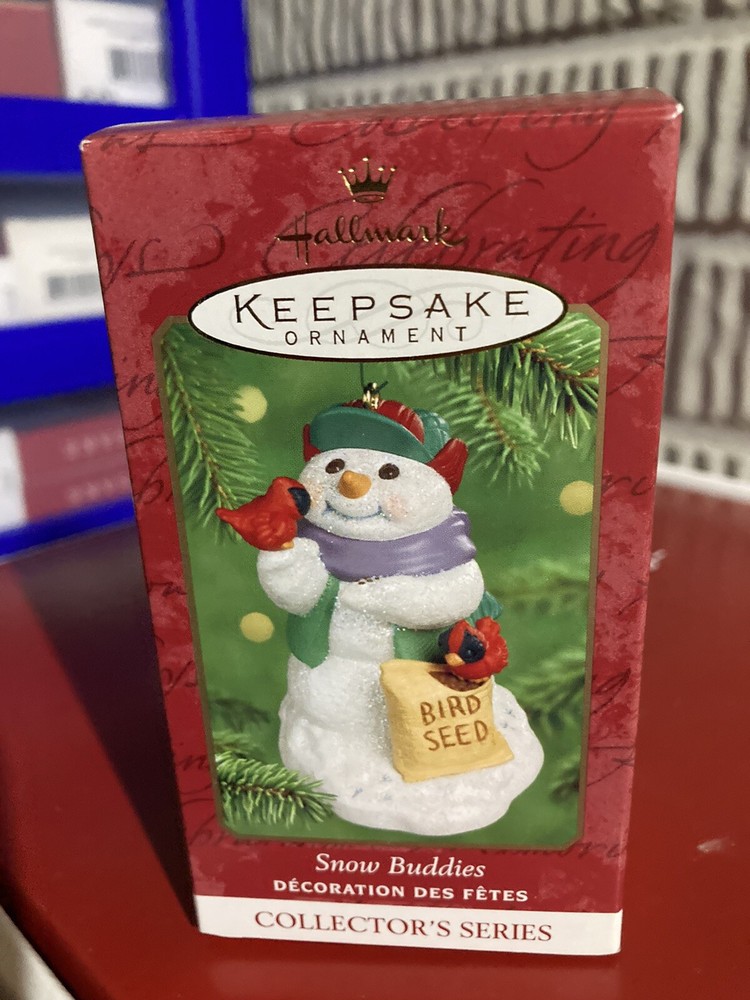 Hallmark
KEEPSAKE
ORNAMENT
BIRD
SEED
Snow Buddies
DÉCORATION DES FÊTES
COLLECTOR'S SERIES